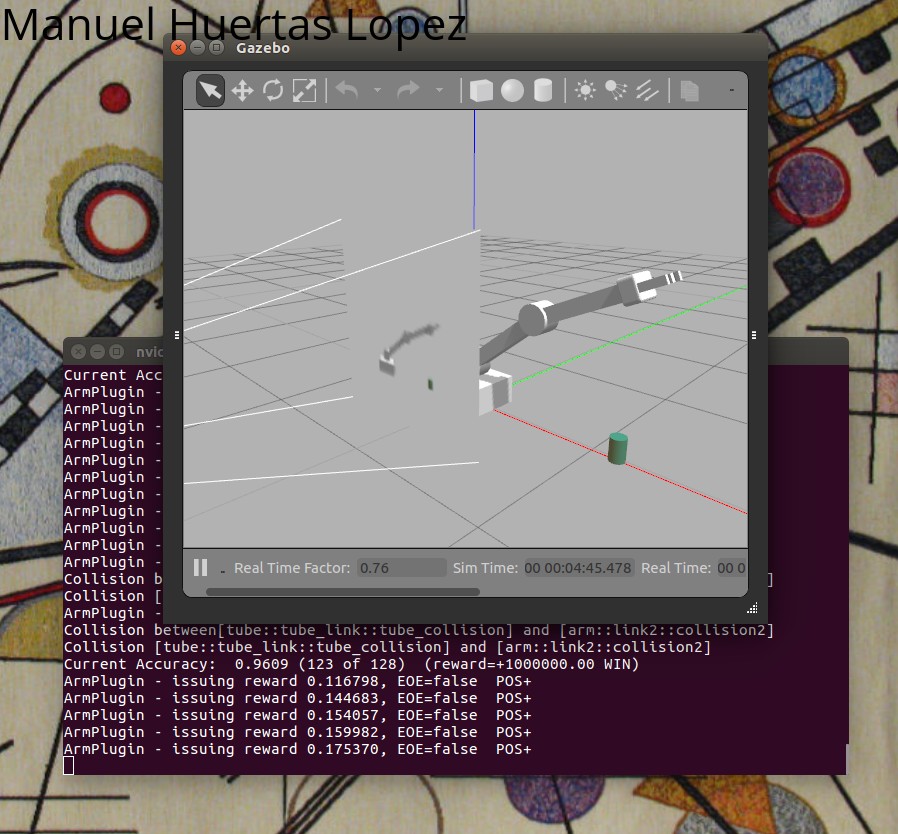 Manuel Huertas Lopez
Gazebo
Real Time Factor: 0.76 Sim Time: 00 00:04:45.478 Real Time: 00 0
nvid
Current Acc
ArmPlugin -
ArmPlugin -
ArmPlugin -
ArmPlugin -
ArmPlugin -
ArmPlugin -
ArmPlugin -
ArmPlugin -
ArmPlugin -
ArmPlugin -
ArmPlugin -
Collision b ]
Collision [
ArmPlugin -
Collision between[tube::tube_link::tube_collision] and [arm::link2::collision2]
Collision [tube::tube_link::tube_collision] and [arm::link2::collision2]
Current Accuracy:  0.9609 (123 of 128)  (reward=+1000000.00 WIN)
ArmPlugin - issuing reward 0.116798, EOE=false  POS+
ArmPlugin - issuing reward 0.144683, EOE=false  POS+
ArmPlugin - issuing reward 0.154057, EOE=false  POS+
ArmPlugin - issuing reward 0.159982, EOE=false  POS+
ArmPlugin - issuing reward 0.175370, EOE=false  POS+